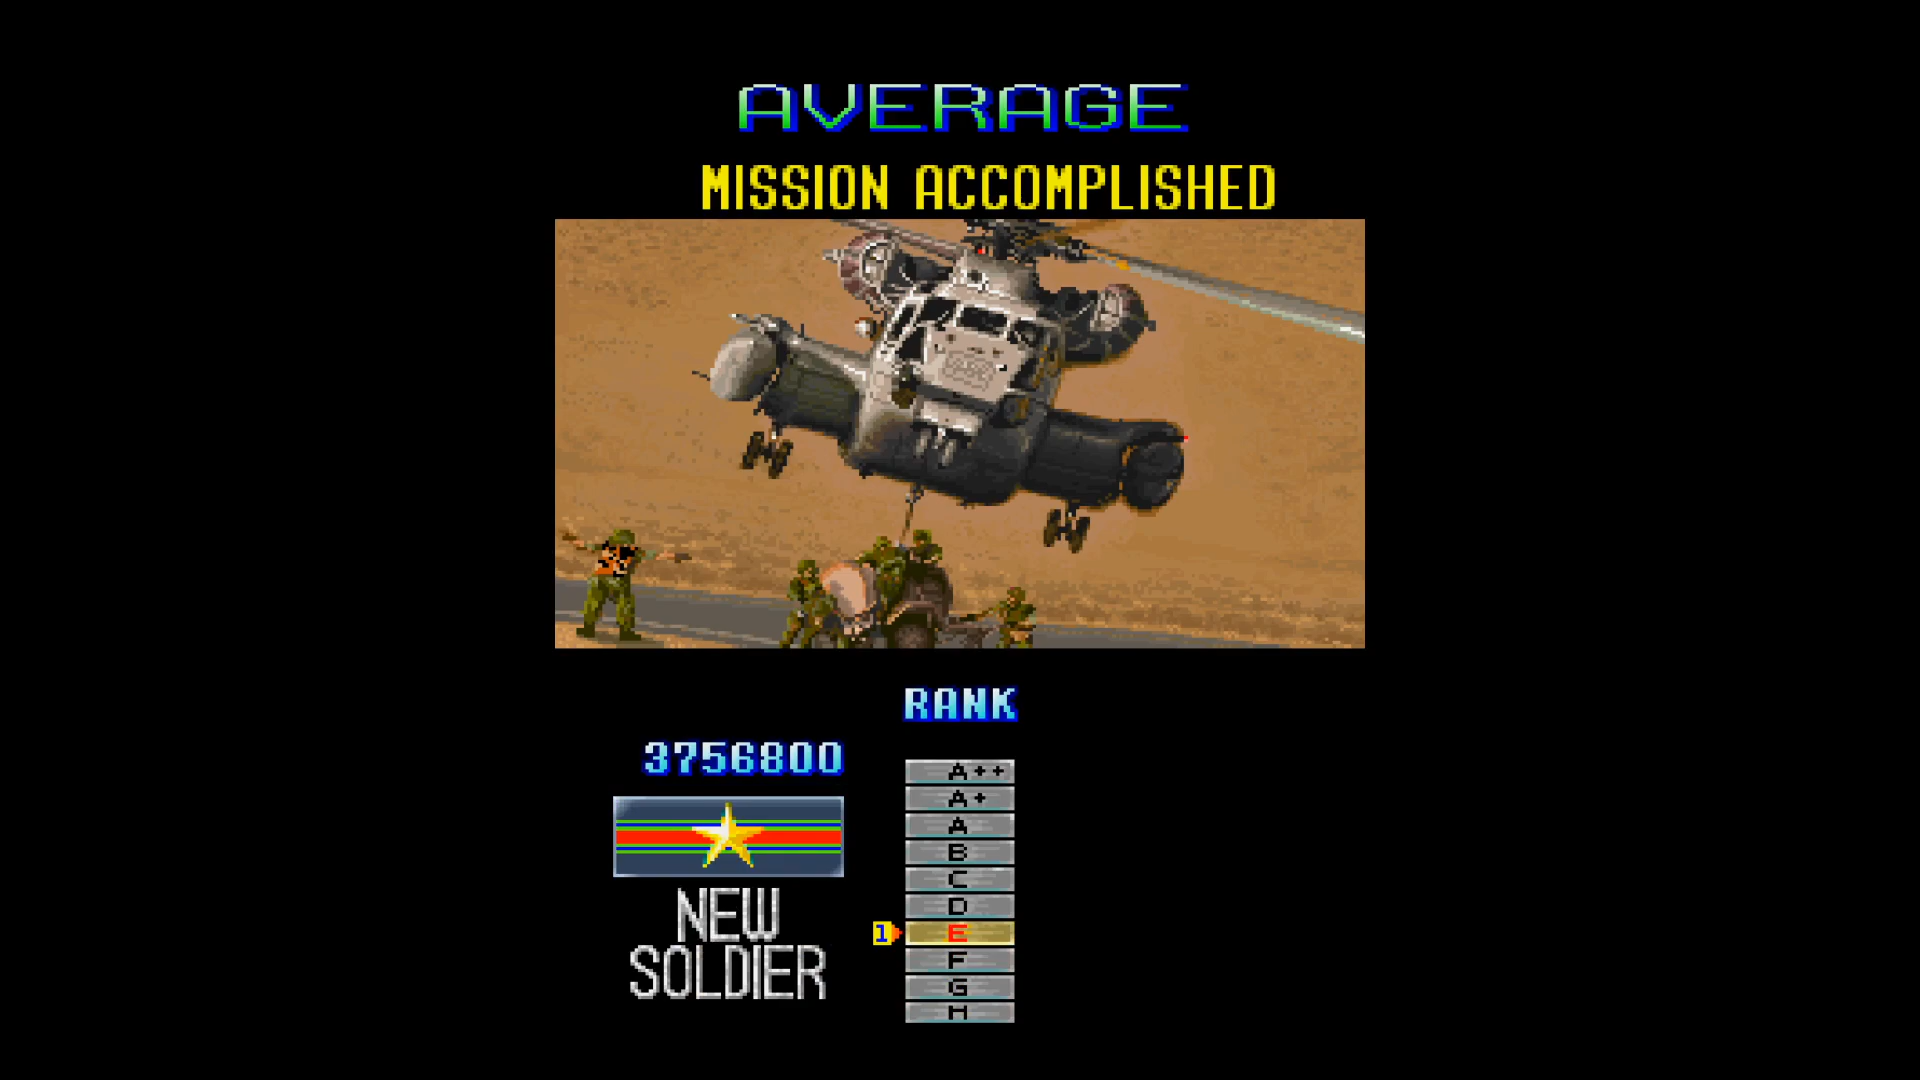 AVERAGE
MISSION ACCOMPLISHED
RANK
3756800
NEW
SOLDIER
A++
A+
A
B
C
D
1 E
F
G
H